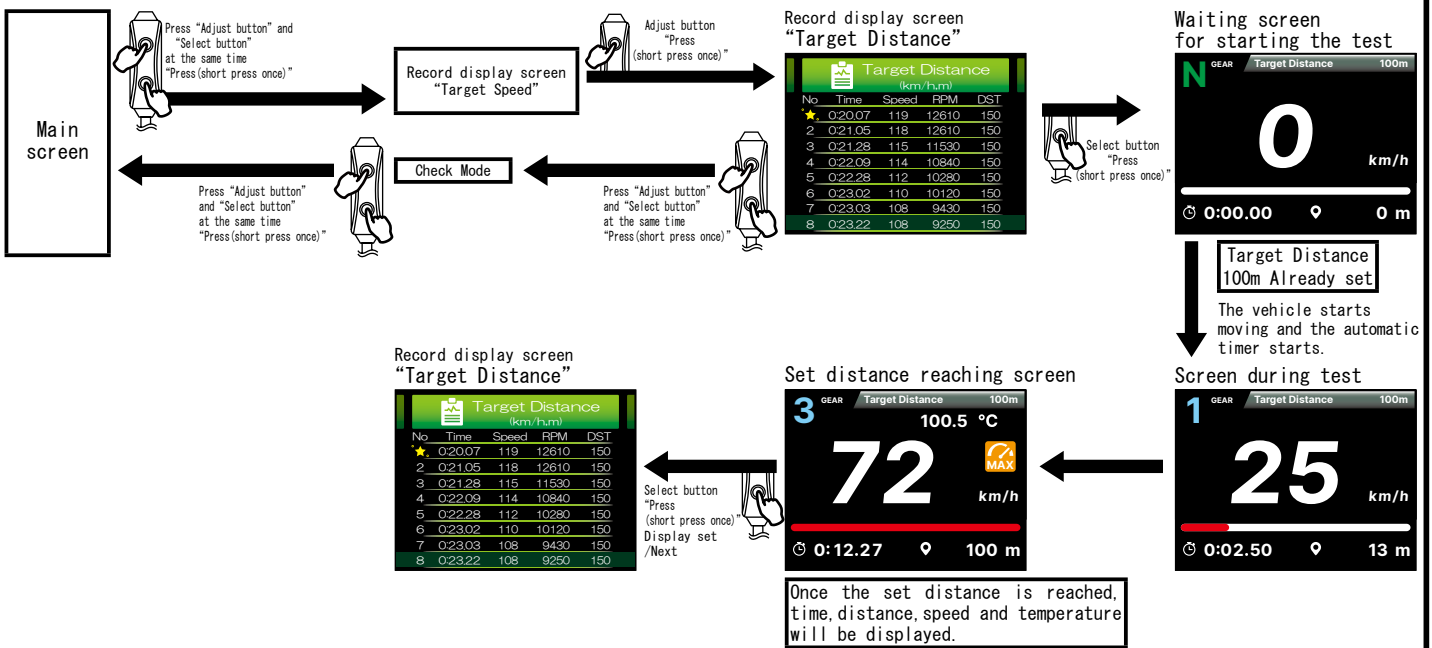 Main
screen
Press “Adjust button” and
“Select button”
at the same time
“Press(short press once)”
Record display screen
“Target Speed”
Adjust button
“Press
(short press once)”
Record display screen
“Target Distance”
Target Distance
(km/h,m)
No Time Speed RPM DST
0:20.07 119 12610 150
2 0:21.05 118 12610 150
3 0:21.28 115 11530 150
4 0:22.09 114 10840 150
5 0:22.28 112 10280 150
6 0:23.02 110 10120 150
7 0:23.03 108 9430 150
8 0:23.22 108 9250 150
Select button
“Press
(short press once)”
Waiting screen
for starting the test
N GEAR Target Distance 100m
0
km/h
0:00.00 0 m
Press “Adjust button”
and “Select button”
at the same time
“Press(short press once)”
Check Mode
Press “Adjust button”
and “Select button”
at the same time
“Press(short press once)”
Target Distance
100m Already set
The vehicle starts
moving and the automatic
timer starts.
Screen during test
1 GEAR Target Distance 100m
25
km/h
0:02.50 13 m
Set distance reaching screen
3 GEAR Target Distance 100m
100.5 °C
72
MAX
km/h
0:12.27 100 m
Once the set distance is reached,
time,distance,speed and temperature
will be displayed.
Select button
“Press
(short press once)”
Display set
/Next
Record display screen
“Target Distance”
Target Distance
(km/h,m)
No Time Speed RPM DST
0:20.07 119 12610 150
2 0:21.05 118 12610 150
3 0:21.28 115 11530 150
4 0:22.09 114 10840 150
5 0:22.28 112 10280 150
6 0:23.02 110 10120 150
7 0:23.03 108 9430 150
8 0:23.22 108 9250 150